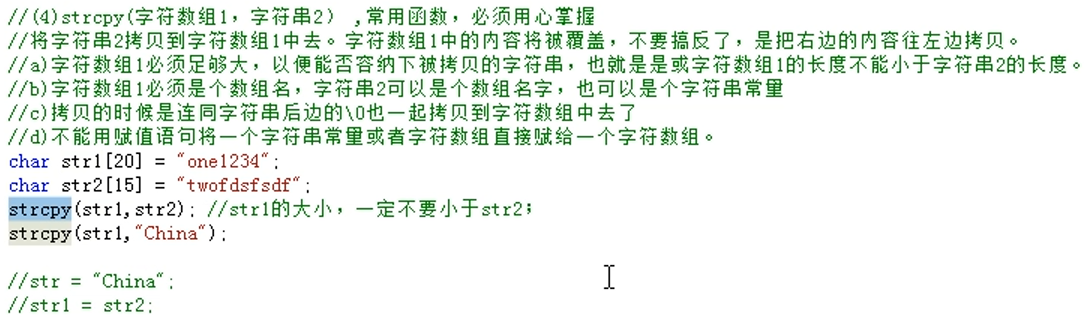 //(4)strcpy(字符数组1，字符串2） ,常用函数，必须用心掌握
//将字符串2拷贝到字符数组1中去。字符数组1中的内容将被覆盖，不要搞反了，是把右边的内容往左边拷贝。
//a)字符数组1必须足够大，以便能否容纳下被拷贝的字符串，也就是是或字符数组1的长度不能小于字符串2的长度。
//b)字符数组1必须是个数组名，字符串2可以是个数组名字，也可以是个字符串常量
//c)拷贝的时候是连同字符串后边的\0也一起拷贝到字符数组中去了
//d)不能用赋值语句将一个字符串常量或者字符数组直接赋给一个字符数组。
char str1[20] = "one1234";
char str2[15] = "twofdsfsdf";
strcpy(str1,str2); //str1的大小，一定不要小于str2；
strcpy(str1,"China");
//str = "China";
//str1 = str2;